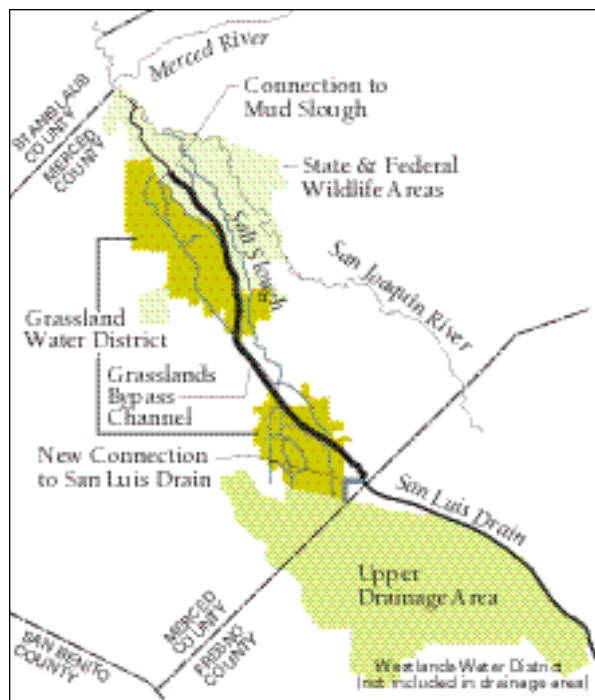 Merced River
Connection to
Mud Slough
STANISLAUS
COUNTY
MERCED
COUNTY
State & Federal
Wildlife Areas
Salt Slough
San Joaquin River
Grassland
Water District
Grasslands
Bypass
Channel
New Connection
to San Luis Drain
San Luis Drain
Upper
Drainage Area
MERCED
COUNTY
FRESNO
COUNTY
SAN BENITO
COUNTY
Westlands Water District
(not included in drainage area)